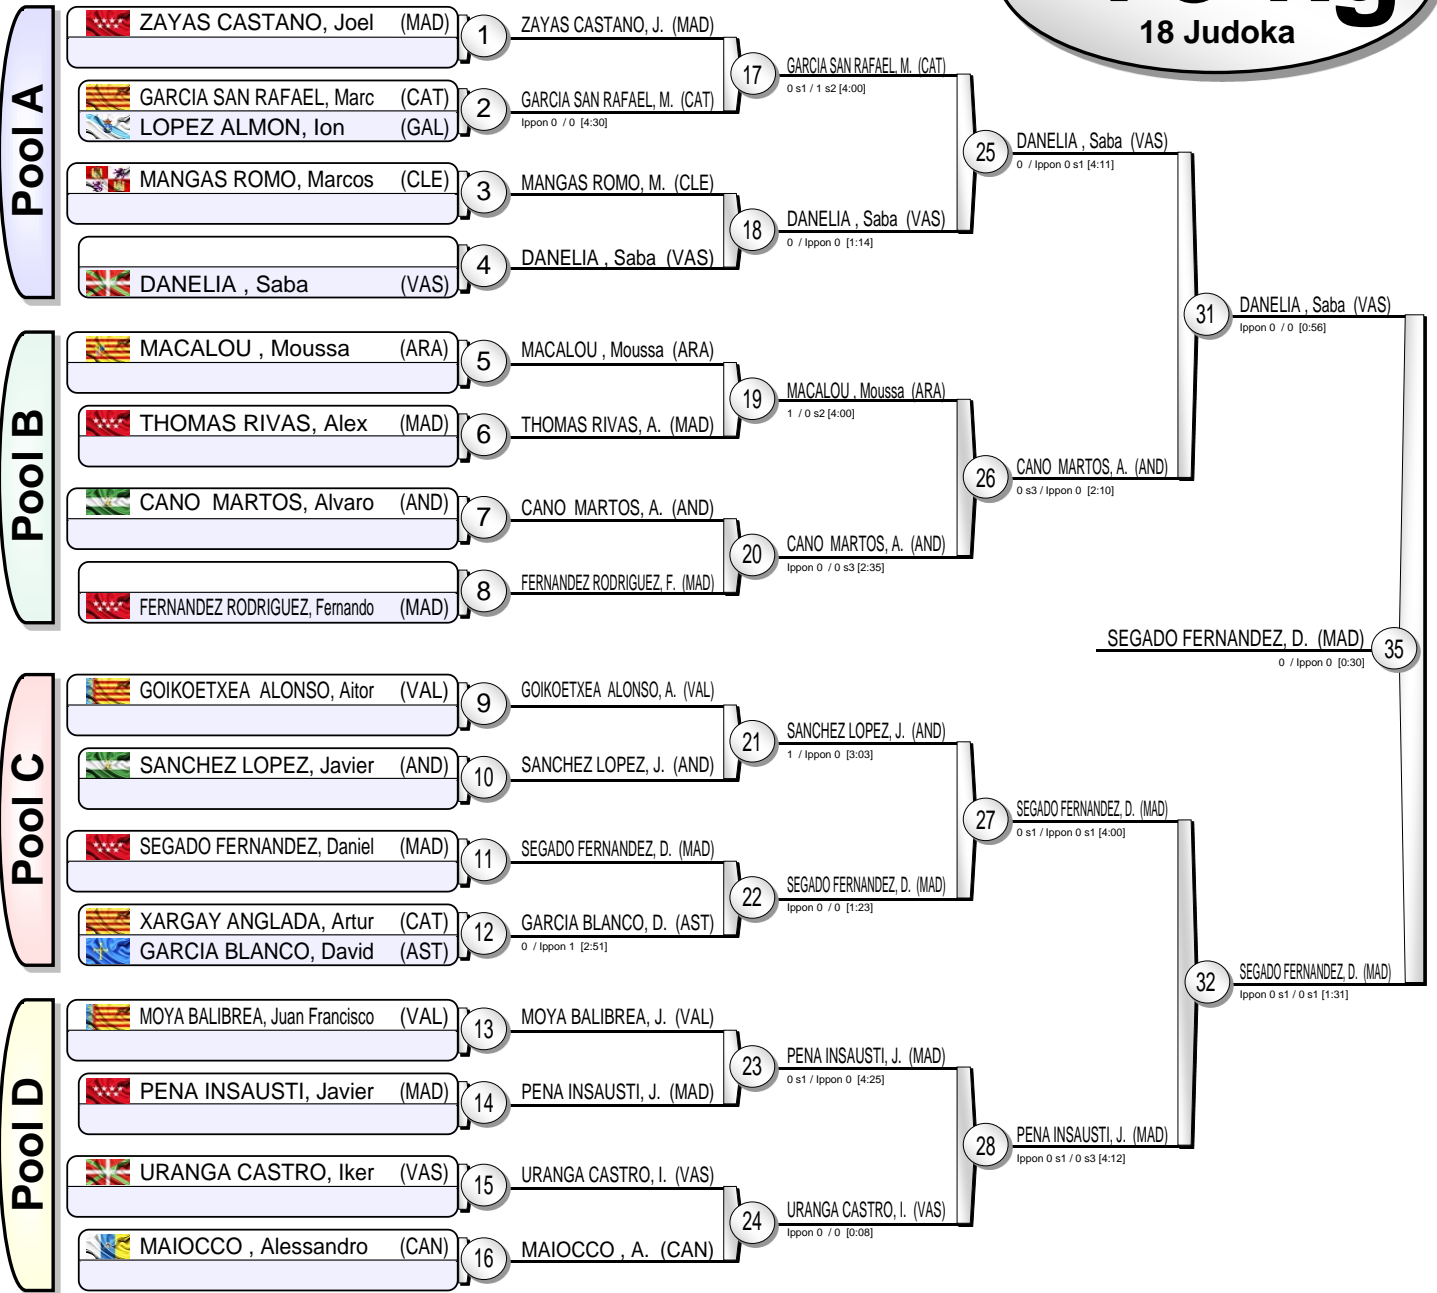 18 Judoka
Pool A
ZAYAS CASTANO, Joel (MAD)
1
GARCIA SAN RAFAEL, Marc (CAT)
LOPEZ ALMON, Ion (GAL)
2
MANGAS ROMO, Marcos (CLE)
3
DANELIA , Saba (VAS)
4
ZAYAS CASTANO, J. (MAD)
GARCIA SAN RAFAEL, M. (CAT)
Ippon 0 / 0 [4:30]
MANGAS ROMO, M. (CLE)
DANELIA , Saba (VAS)
17
GARCIA SAN RAFAEL, M. (CAT)
0 s1 / 1 s2 [4:00]
18
DANELIA , Saba (VAS)
0 / Ippon 0 [1:14]
25
DANELIA , Saba (VAS)
0 / Ippon 0 s1 [4:11]
Pool B
MACALOU , Moussa (ARA)
5
THOMAS RIVAS, Alex (MAD)
6
CANO MARTOS, Alvaro (AND)
7
FERNANDEZ RODRIGUEZ, Fernando (MAD)
8
MACALOU , Moussa (ARA)
THOMAS RIVAS, A. (MAD)
CANO MARTOS, A. (AND)
FERNANDEZ RODRIGUEZ, F. (MAD)
19
MACALOU , Moussa (ARA)
1 / 0 s2 [4:00]
20
CANO MARTOS, A. (AND)
Ippon 0 / 0 s3 [2:35]
26
CANO MARTOS, A. (AND)
0 s3 / Ippon 0 [2:10]
31
DANELIA , Saba (VAS)
Ippon 0 / 0 [0:56]
SEGADO FERNANDEZ, D. (MAD)
0 / Ippon 0 [0:30]
35
Pool C
GOIKOETXEA ALONSO, Aitor (VAL)
9
SANCHEZ LOPEZ, Javier (AND)
10
SEGADO FERNANDEZ, Daniel (MAD)
11
XARGAY ANGLADA, Artur (CAT)
GARCIA BLANCO, David (AST)
12
GOIKOETXEA ALONSO, A. (VAL)
SANCHEZ LOPEZ, J. (AND)
SEGADO FERNANDEZ, D. (MAD)
GARCIA BLANCO, D. (AST)
0 / Ippon 1 [2:51]
21
SANCHEZ LOPEZ, J. (AND)
1 / Ippon 0 [3:03]
22
SEGADO FERNANDEZ, D. (MAD)
Ippon 0 / 0 [1:23]
27
SEGADO FERNANDEZ, D. (MAD)
0 s1 / Ippon 0 s1 [4:00]
Pool D
MOYA BALIBREA, Juan Francisco (VAL)
13
PENA INSAUSTI, Javier (MAD)
14
URANGA CASTRO, Iker (VAS)
15
MAIOCCO , Alessandro (CAN)
16
MOYA BALIBREA, J. (VAL)
PENA INSAUSTI, J. (MAD)
URANGA CASTRO, I. (VAS)
MAIOCCO , A. (CAN)
23
PENA INSAUSTI, J. (MAD)
0 s1 / Ippon 0 [4:25]
24
URANGA CASTRO, I. (VAS)
Ippon 0 / 0 [0:08]
28
PENA INSAUSTI, J. (MAD)
Ippon 0 s1 / 0 s3 [4:12]
32
SEGADO FERNANDEZ, D. (MAD)
Ippon 0 s1 / 0 s1 [1:31]